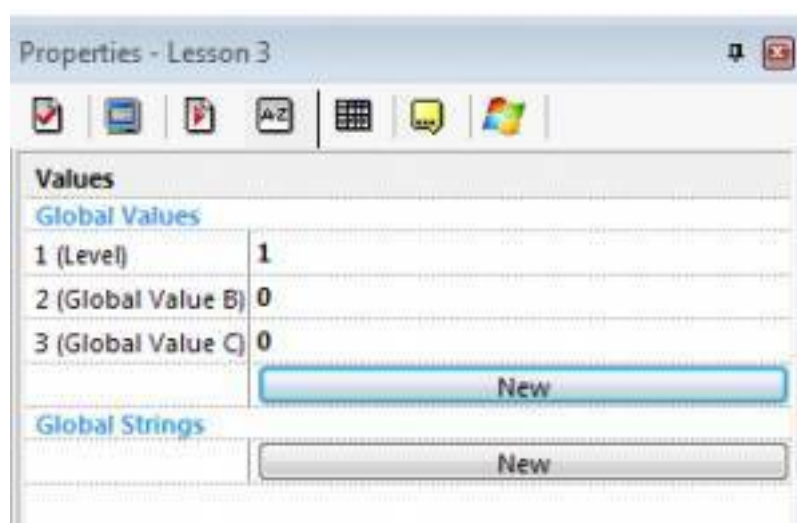 Properties - Lesson 3
A-Z
Values
Global Values
1 (Level) 1
2 (Global Value B) 0
3 (Global Value C) 0
New
Global Strings
New